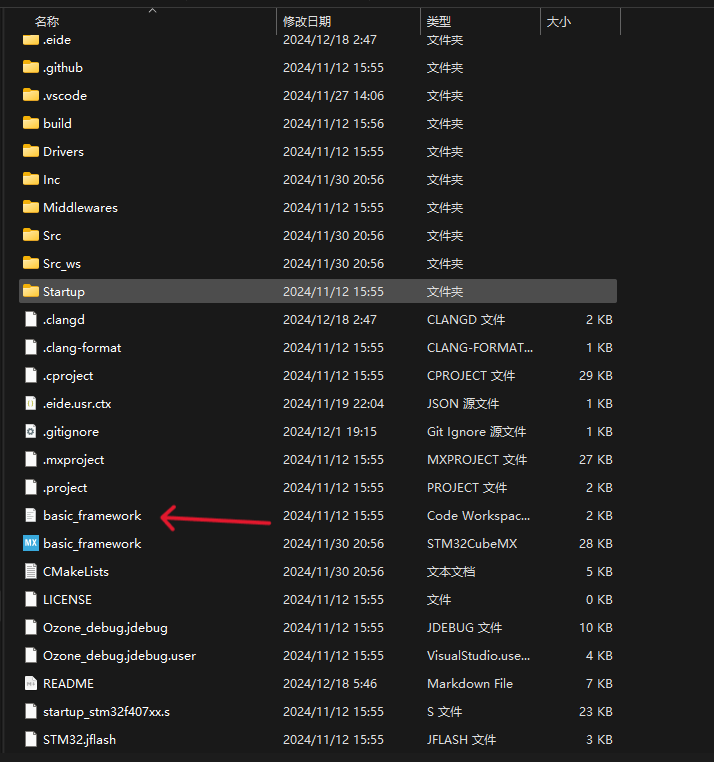 名称 修改日期 类型 大小
.eide 2024/12/18 2:47 文件夹
.github 2024/11/12 15:55 文件夹
.vscode 2024/11/27 14:06 文件夹
build 2024/11/12 15:56 文件夹
Drivers 2024/11/12 15:55 文件夹
Inc 2024/11/30 20:56 文件夹
Middlewares 2024/11/12 15:55 文件夹
Src 2024/11/30 20:56 文件夹
Src_ws 2024/11/30 20:56 文件夹
Startup 2024/11/12 15:55 文件夹
.clangd 2024/12/18 2:47 CLANGD 文件 2 KB
.clang-format 2024/11/12 15:55 CLANG-FORMAT... 1 KB
.cproject 2024/11/12 15:55 CPROJECT 文件 29 KB
.eide.usr.ctx 2024/11/19 22:04 JSON 源文件 1 KB
.gitignore 2024/12/1 19:15 Git Ignore 源文件 1 KB
.mxproject 2024/11/12 15:55 MXPROJECT 文件 27 KB
.project 2024/11/12 15:55 PROJECT 文件 2 KB
basic_framework 2024/11/12 15:55 Code Workspac... 2 KB
MX basic_framework 2024/11/30 20:56 STM32CubeMX 28 KB
CMakeLists 2024/11/30 20:56 文本文档 5 KB
LICENSE 2024/11/12 15:55 文件 0 KB
Ozone_debug.jdebug 2024/11/12 15:55 JDEBUG 文件 10 KB
Ozone_debug.jdebug.user 2024/11/12 15:55 VisualStudio.use... 4 KB
README 2024/12/18 5:46 Markdown File 7 KB
startup_stm32f407xx.s 2024/11/12 15:55 S 文件 23 KB
STM32.jflash 2024/11/12 15:55 JFLASH 文件 3 KB